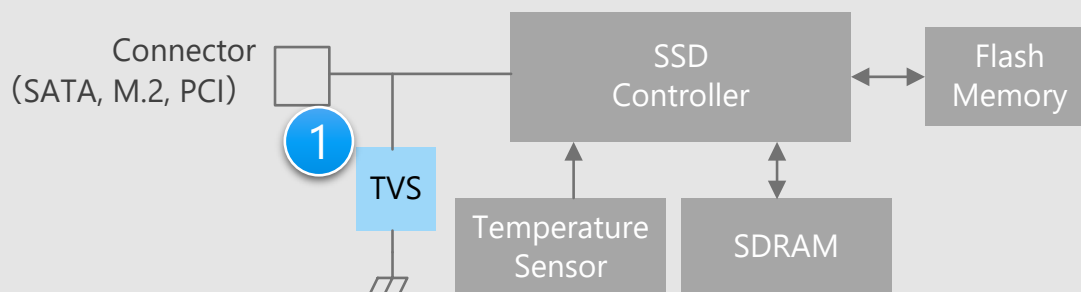 Connector
（SATA, M.2, PCI）
1
TVS
SSD
Controller
Flash
Memory
Temperature
Sensor
SDRAM